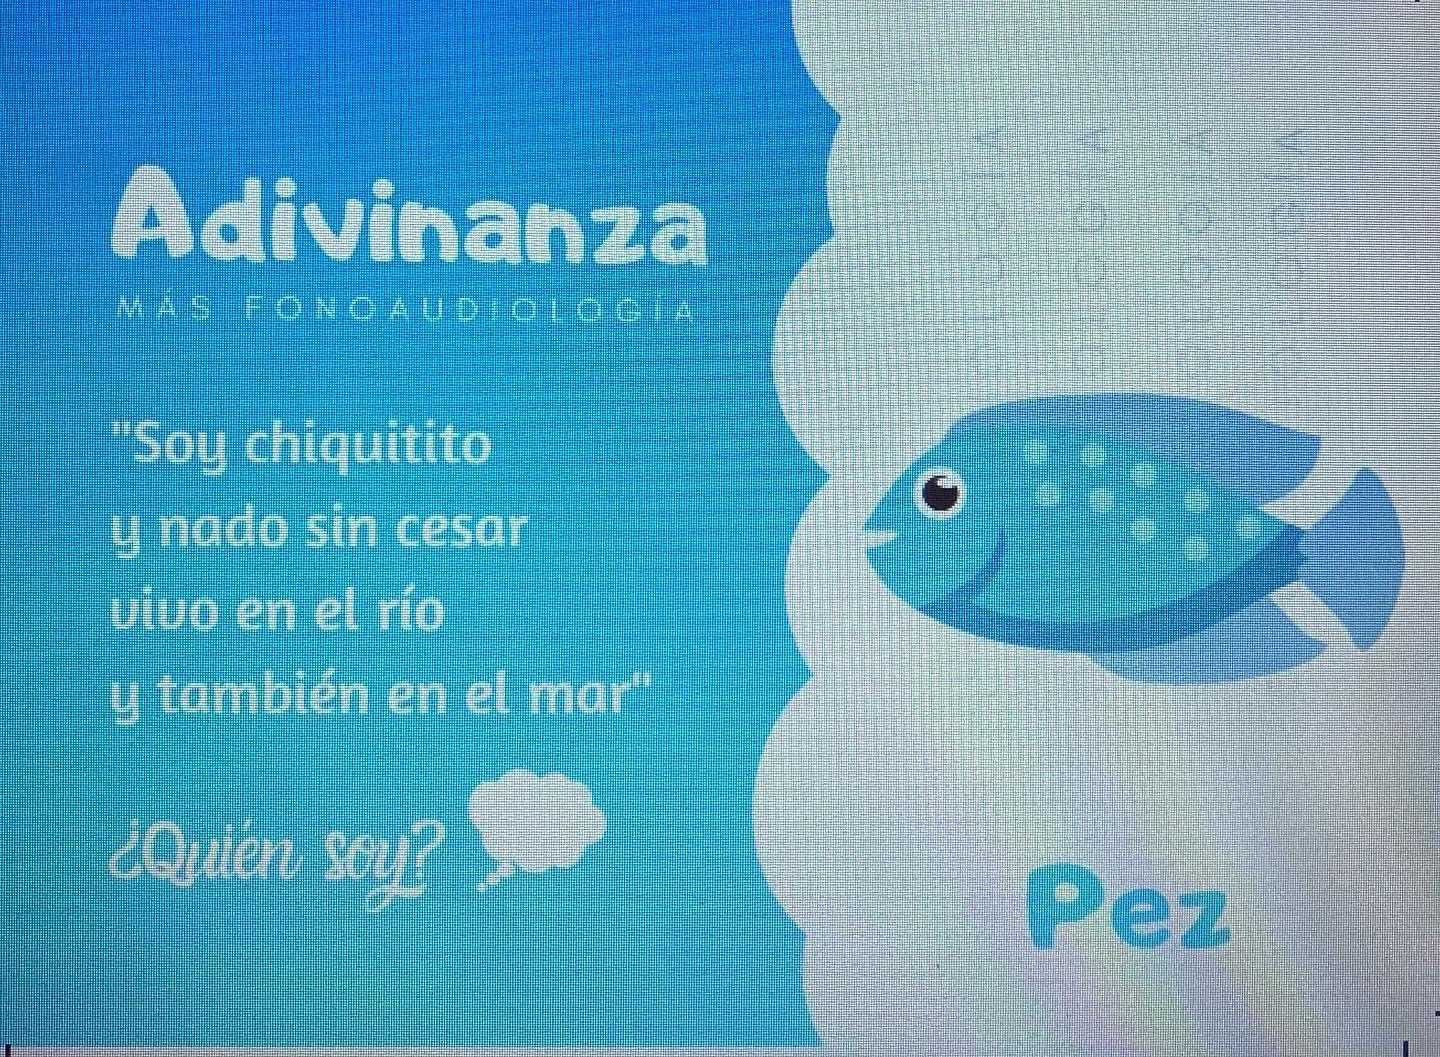 Adivinanza
MÁS FONOAUDIOLOGÍA
"Soy chiquitito
y nado sin cesar
vivo en el río
y también en el mar"
¿Quién soy?
Pez